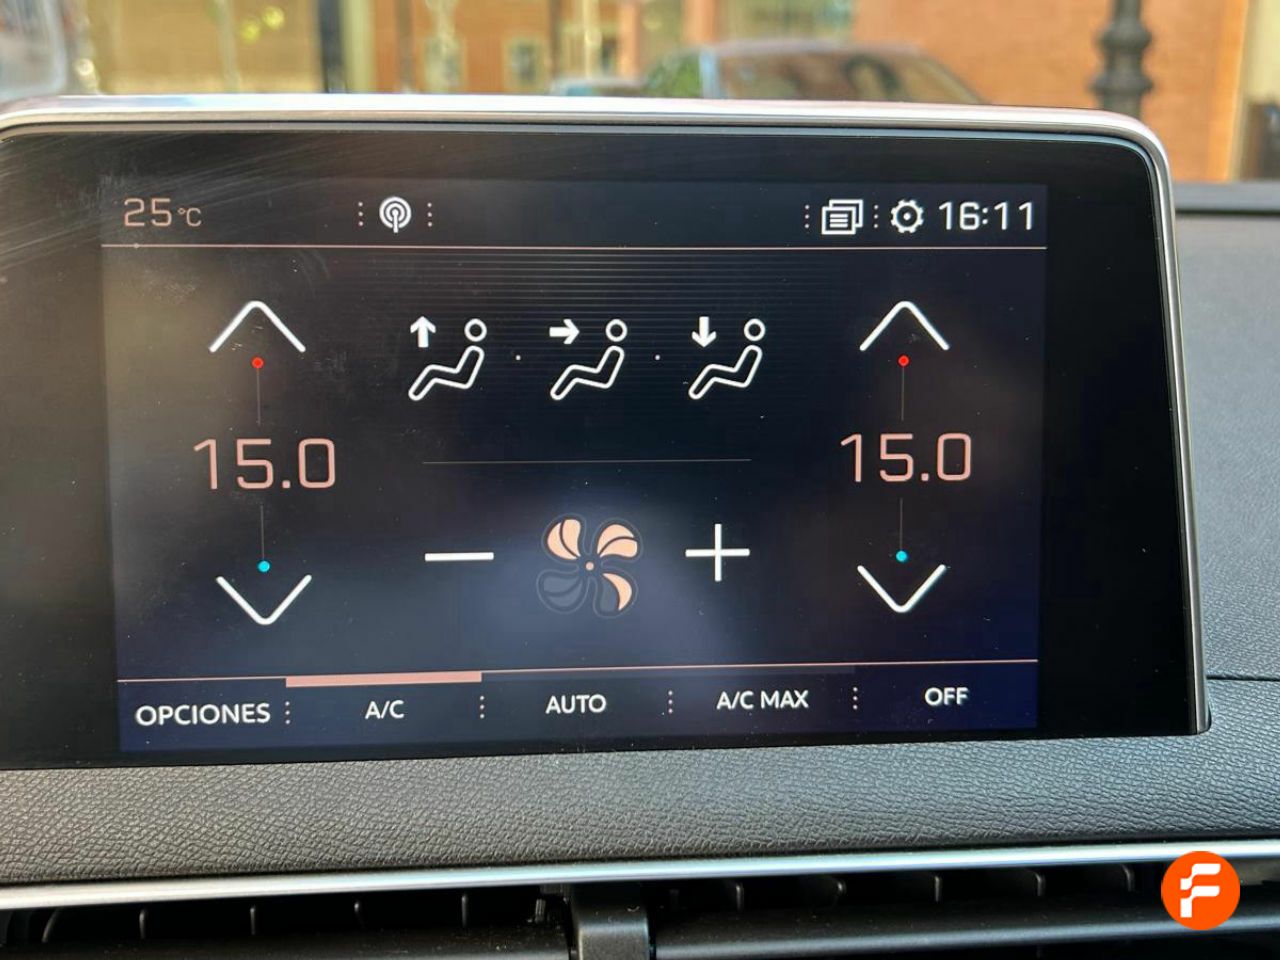 25°C
16:11
15.0
15.0
OPCIONES
A/C
AUTO
A/C MAX
OFF
F